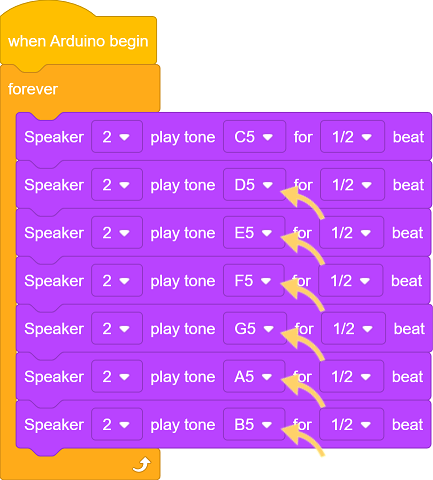 when Arduino begin
forever
Speaker 2 play tone C5 for 1/2 beat
Speaker 2 play tone D5 for 1/2 beat
Speaker 2 play tone E5 for 1/2 beat
Speaker 2 play tone F5 for 1/2 beat
Speaker 2 play tone G5 for 1/2 beat
Speaker 2 play tone A5 for 1/2 beat
Speaker 2 play tone B5 for 1/2 beat